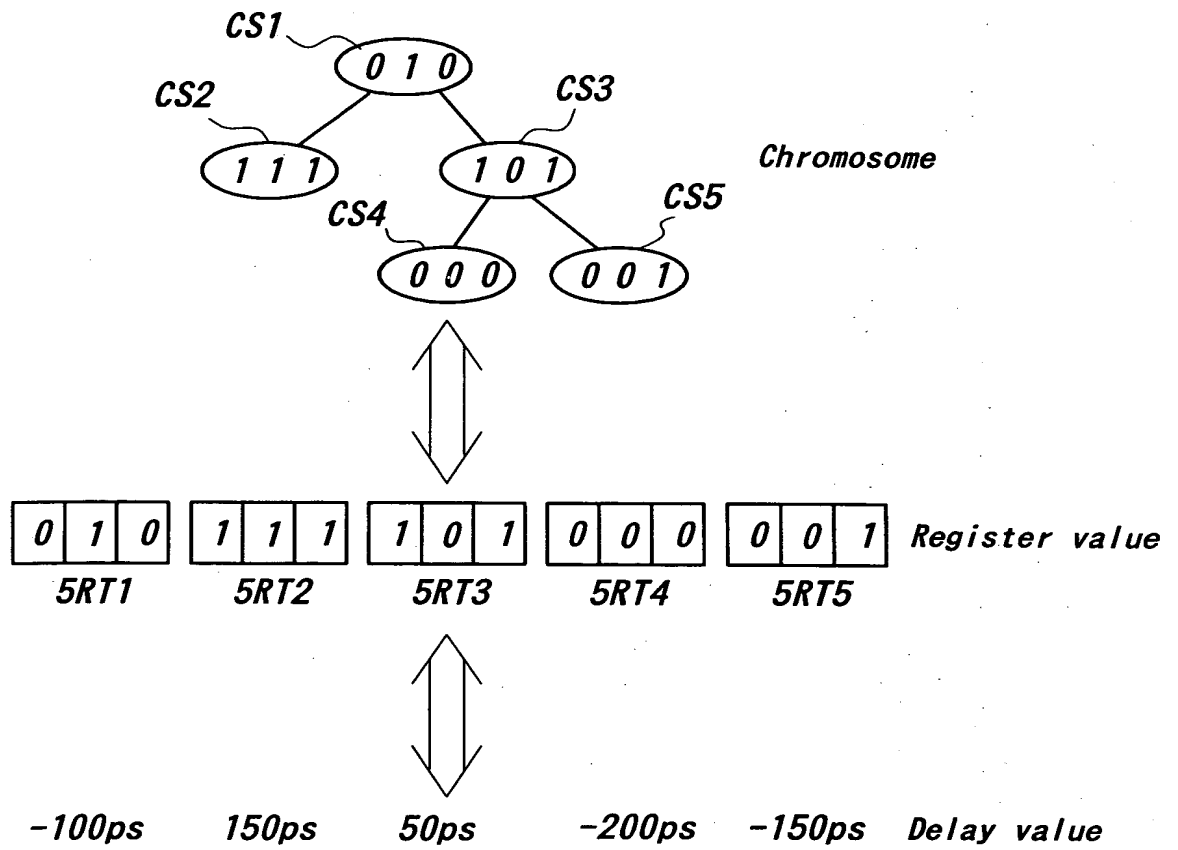 CS1
0 1 0
CS2
CS3
1 1 1
1 0 1
Chromosome
CS4
CS5
0 0 0
0 0 1
0 1 0 1 1 1 1 0 1 0 0 0 0 0 1 Register value
5RT1 5RT2 5RT3 5RT4 5RT5
-100ps 150ps 50ps -200ps -150ps Delay value